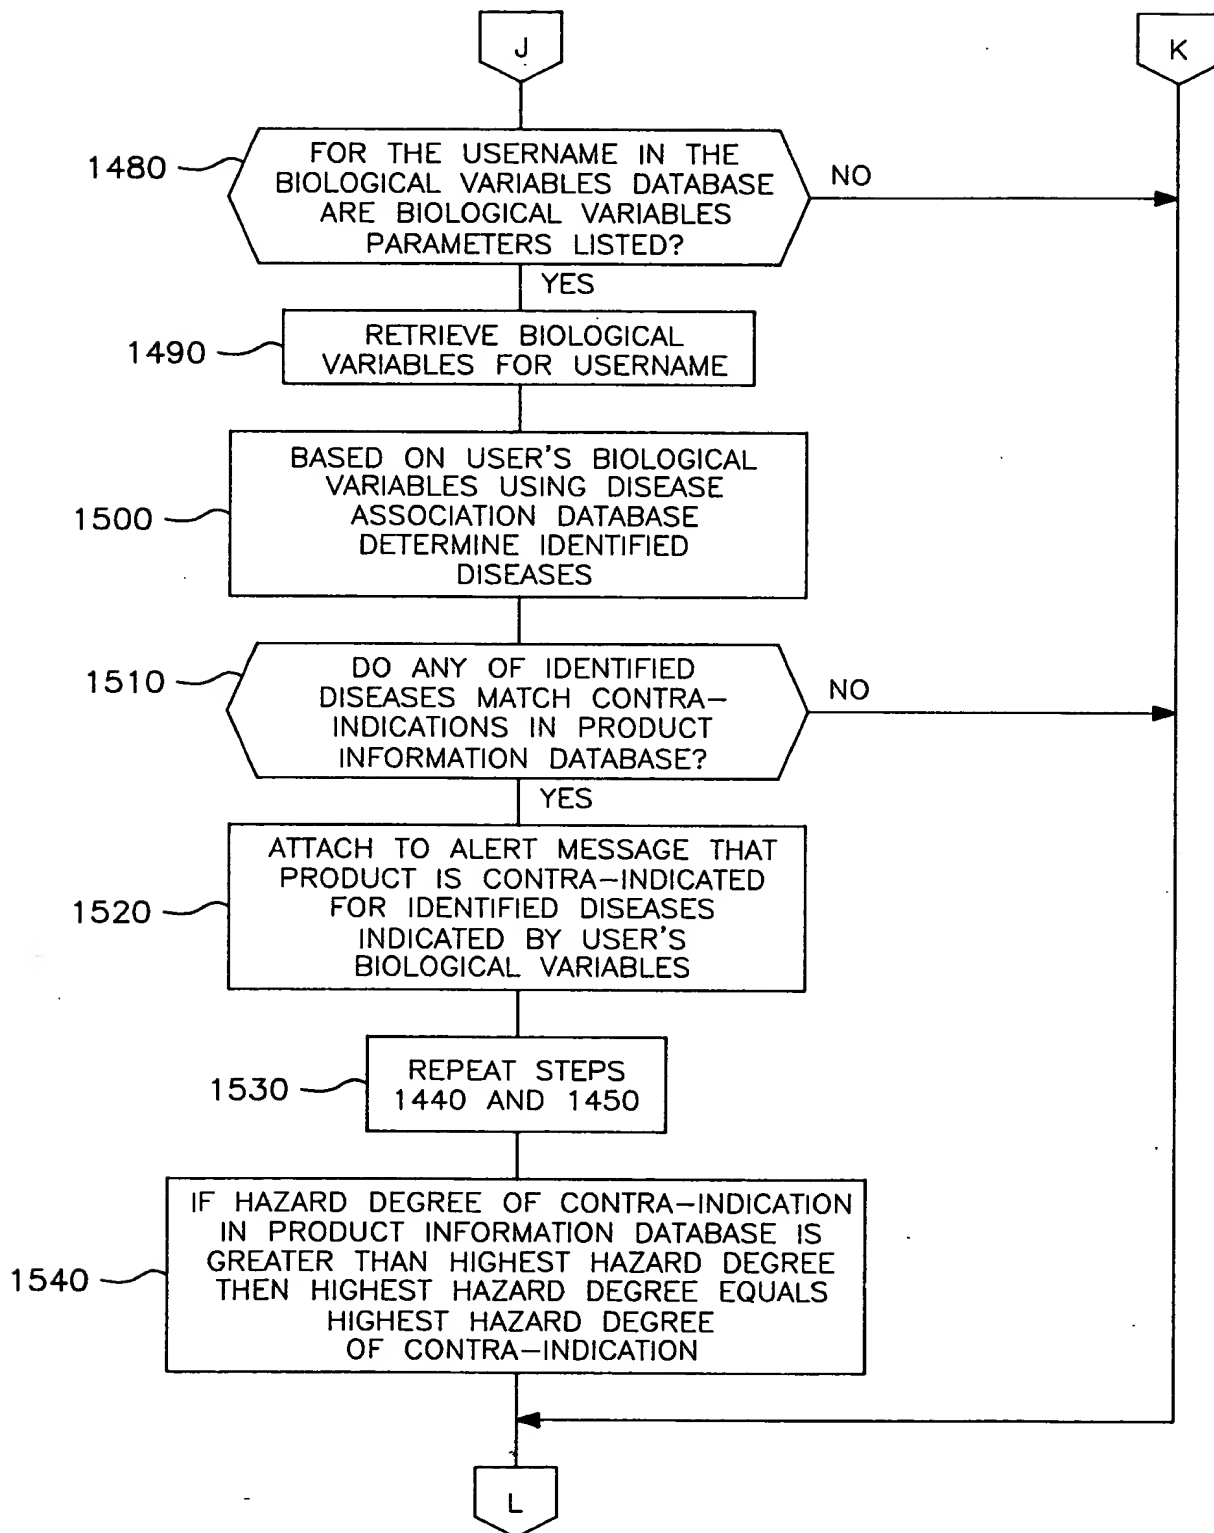 J
K
1480
FOR THE USERNAME IN THE
BIOLOGICAL VARIABLES DATABASE
ARE BIOLOGICAL VARIABLES
PARAMETERS LISTED?
NO
YES
1490
RETRIEVE BIOLOGICAL
VARIABLES FOR USERNAME
1500
BASED ON USER'S BIOLOGICAL
VARIABLES USING DISEASE
ASSOCIATION DATABASE
DETERMINE IDENTIFIED
DISEASES
1510
DO ANY OF IDENTIFIED
DISEASES MATCH CONTRA-
INDICATIONS IN PRODUCT
INFORMATION DATABASE?
NO
YES
1520
ATTACH TO ALERT MESSAGE THAT
PRODUCT IS CONTRA-INDICATED
FOR IDENTIFIED DISEASES
INDICATED BY USER'S
BIOLOGICAL VARIABLES
1530
REPEAT STEPS
1440 AND 1450
1540
IF HAZARD DEGREE OF CONTRA-INDICATION
IN PRODUCT INFORMATION DATABASE IS
GREATER THAN HIGHEST HAZARD DEGREE
THEN HIGHEST HAZARD DEGREE EQUALS
HIGHEST HAZARD DEGREE
OF CONTRA-INDICATION
L